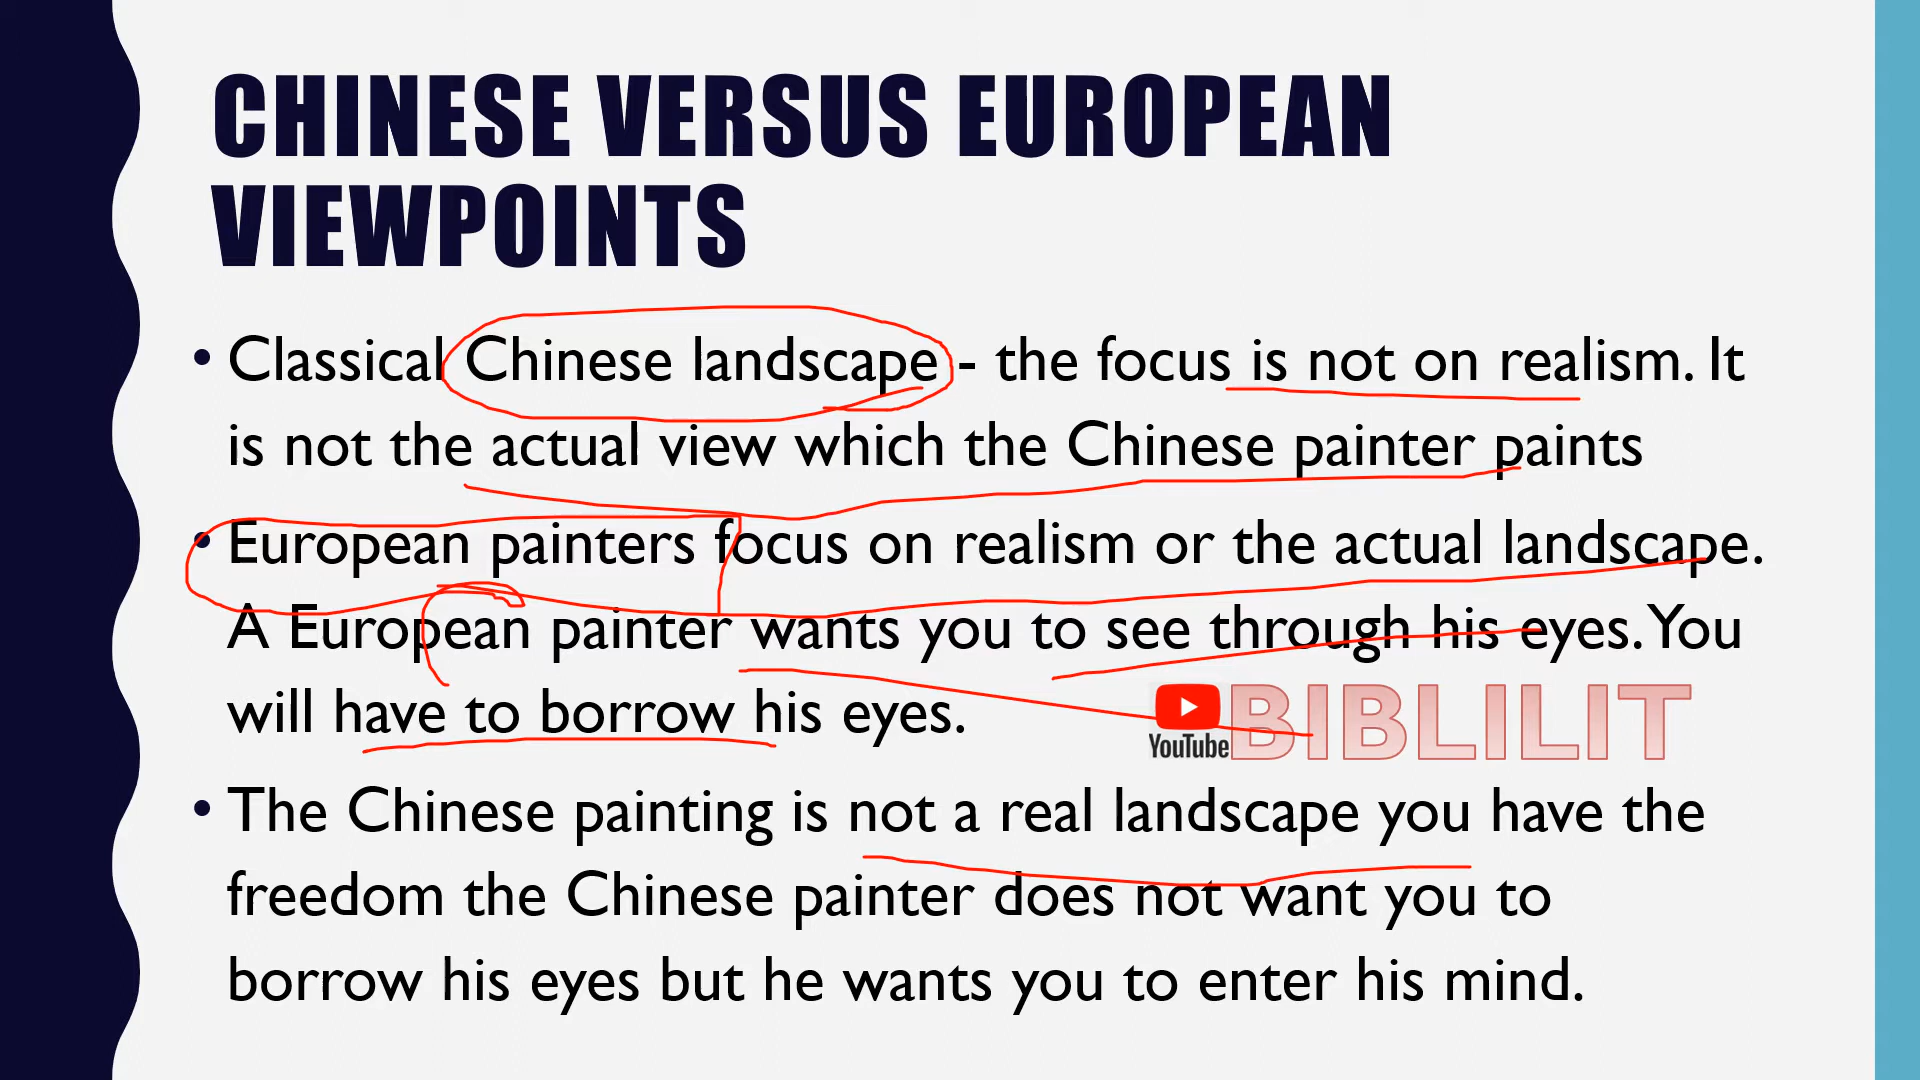 CHINESE VERSUS EUROPEAN
VIEWPOINTS
• Classical Chinese landscape - the focus is not on realism. It
is not the actual view which the Chinese painter paints
• European painters focus on realism or the actual landscape.
A European painter wants you to see through his eyes. You
will have to borrow his eyes.
YouTube BIBLILIT
• The Chinese painting is not a real landscape you have the
freedom the Chinese painter does not want you to
borrow his eyes but he wants you to enter his mind.